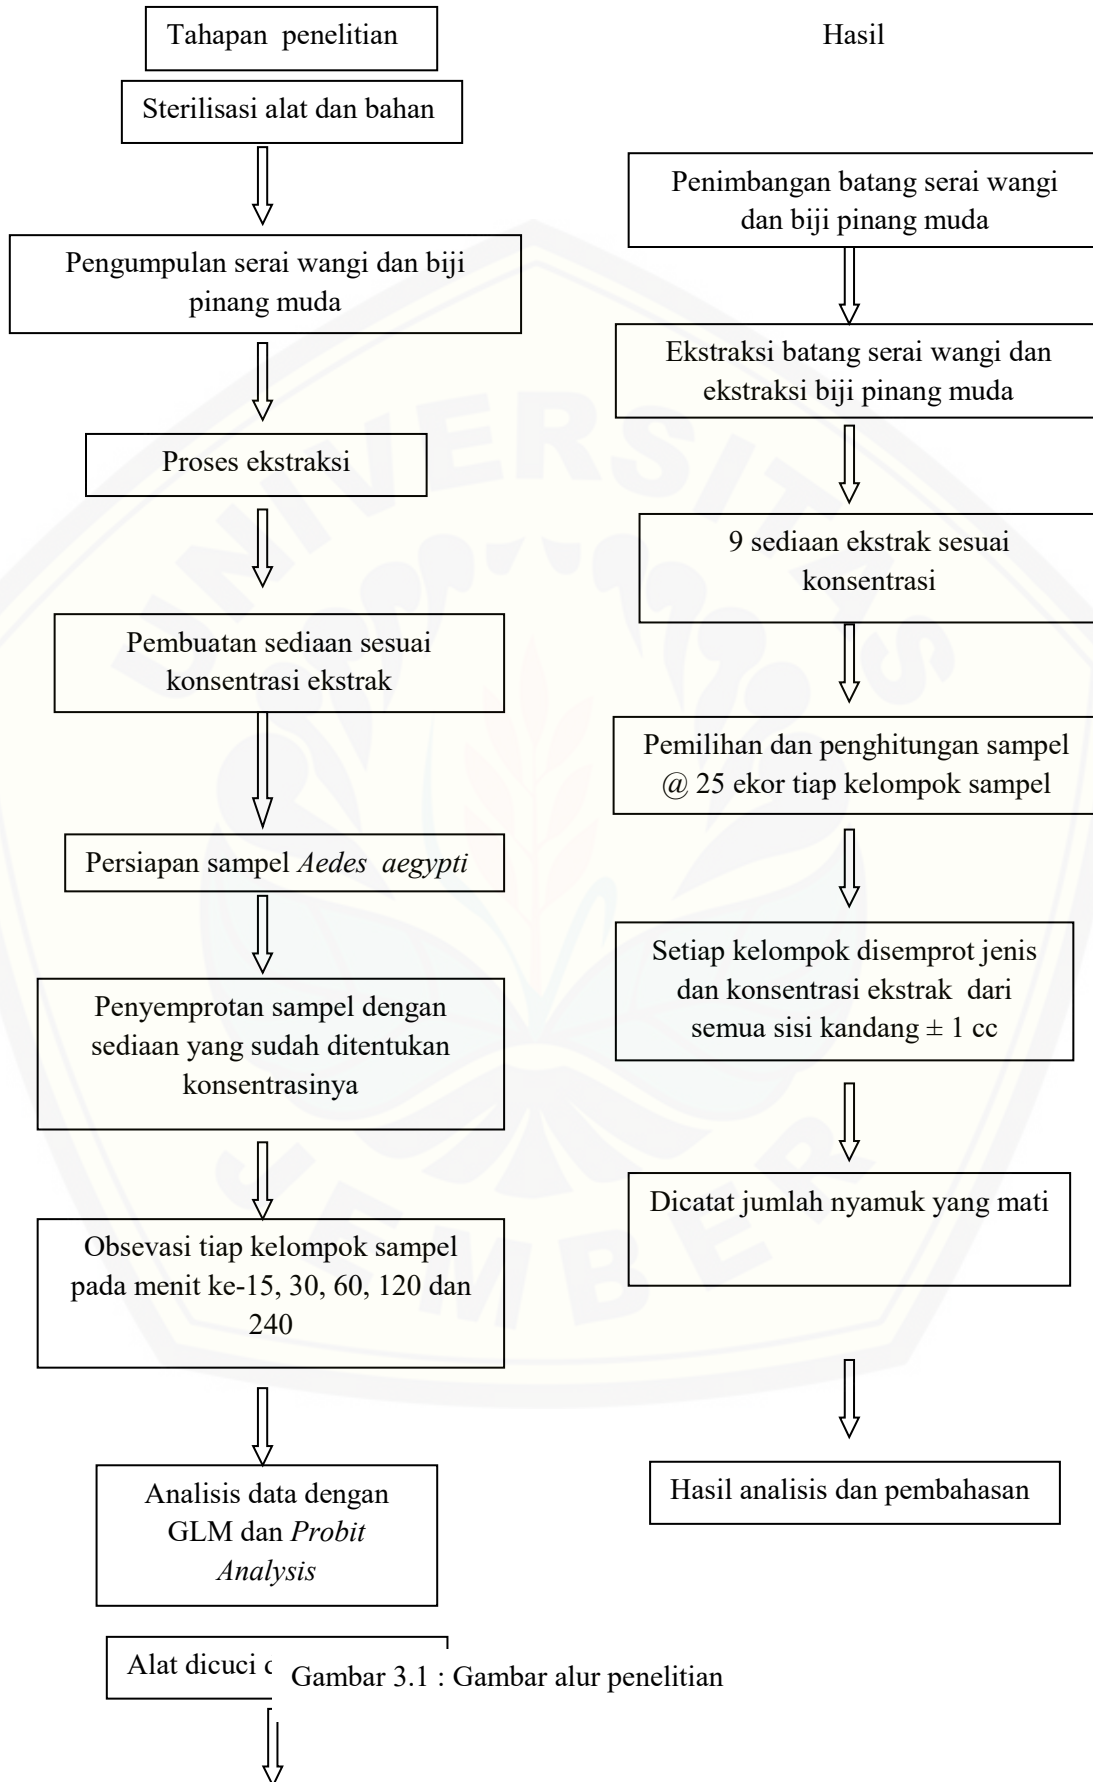 Tahapan penelitian
Sterilisasi alat dan bahan
Pengumpulan serai wangi dan biji
pinang muda
Proses ekstraksi
Pembuatan sediaan sesuai
konsentrasi ekstrak
Persiapan sampel Aedes aegypti
Penyemprotan sampel dengan
sediaan yang sudah ditentukan
konsentrasinya
Obsevasi tiap kelompok sampel
pada menit ke-15, 30, 60, 120 dan
240
Analisis data dengan
GLM dan Probit
Analysis
Alat dicuci
Hasil
Penimbangan batang serai wangi
dan biji pinang muda
Ekstraksi batang serai wangi dan
ekstraksi biji pinang muda
9 sediaan ekstrak sesuai
konsentrasi
Pemilihan dan penghitungan sampel
@ 25 ekor tiap kelompok sampel
Setiap kelompok disemprot jenis
dan konsentrasi ekstrak dari
semua sisi kandang ± 1 cc
Dicatat jumlah nyamuk yang mati
Hasil analisis dan pembahasan
Gambar 3.1 : Gambar alur penelitian
UNIVERSITAS
JEMBER